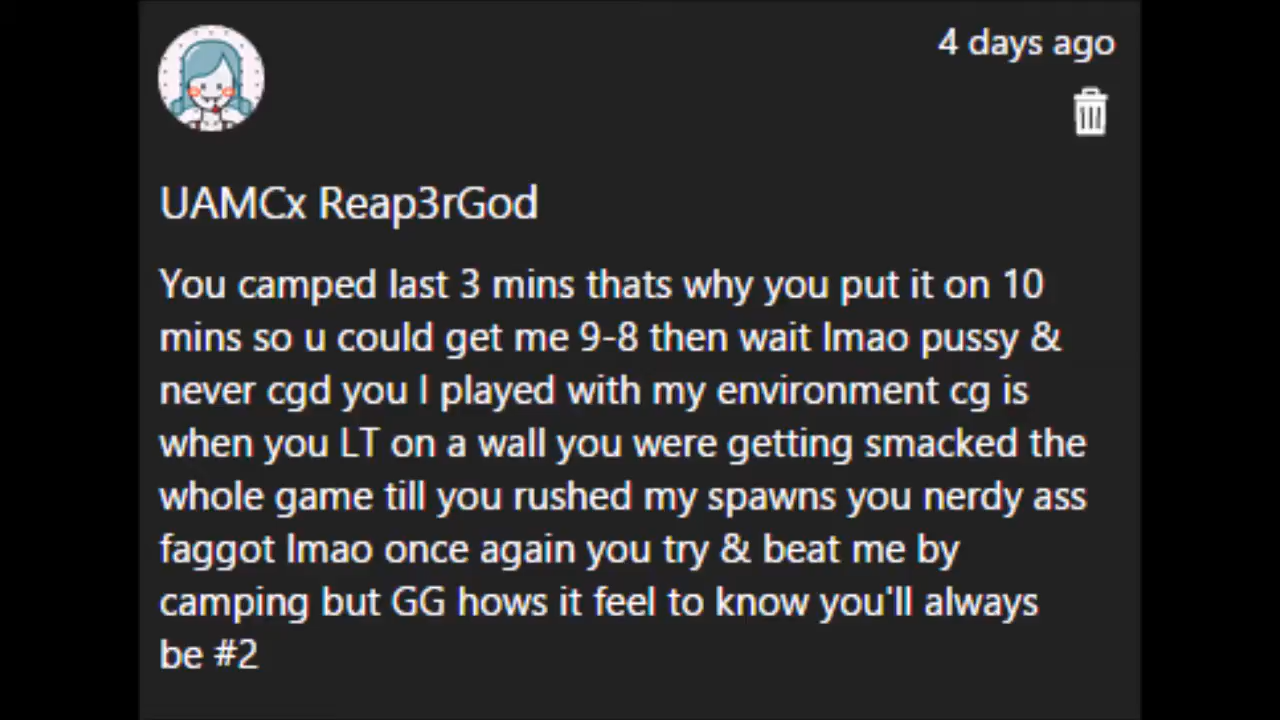 4 days ago
UAMCx Reap3rGod
You camped last 3 mins thats why you put it on 10
mins so u could get me 9-8 then wait lmao pussy &
never cgd you I played with my environment cg is
when you LT on a wall you were getting smacked the
whole game till you rushed my spawns you nerdy ass
faggot lmao once again you try & beat me by
camping but GG hows it feel to know you'll always
be #2